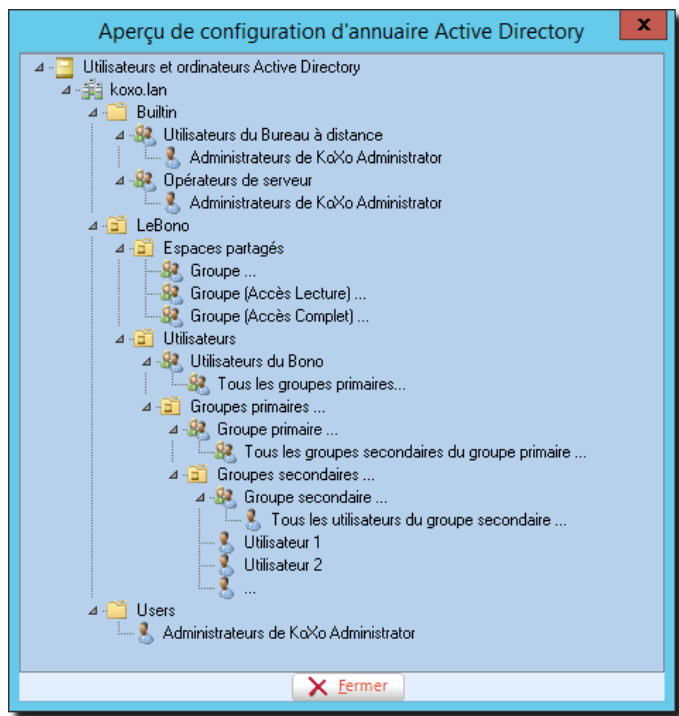 Aperçu de configuration d'annuaire Active Directory
x
Utilisateurs et ordinateurs Active Directory
koxo.lan
Builtin
Utilisateurs du Bureau à distance
Administrateurs de KoXo Administrator
Opérateurs de serveur
Administrateurs de KoXo Administrator
LeBono
Espaces partagés
Groupe ...
Groupe (Accès Lecture) ...
Groupe (Accès Complet) ...
Utilisateurs
Utilisateurs du Bono
Tous les groupes primaires...
Groupes primaires ...
Groupe primaire ...
Tous les groupes secondaires du groupe primaire ...
Groupes secondaires ...
Groupe secondaire ...
Tous les utilisateurs du groupe secondaire ...
Utilisateur 1
Utilisateur 2
...
Users
Administrateurs de KoXo Administrator
Fermer